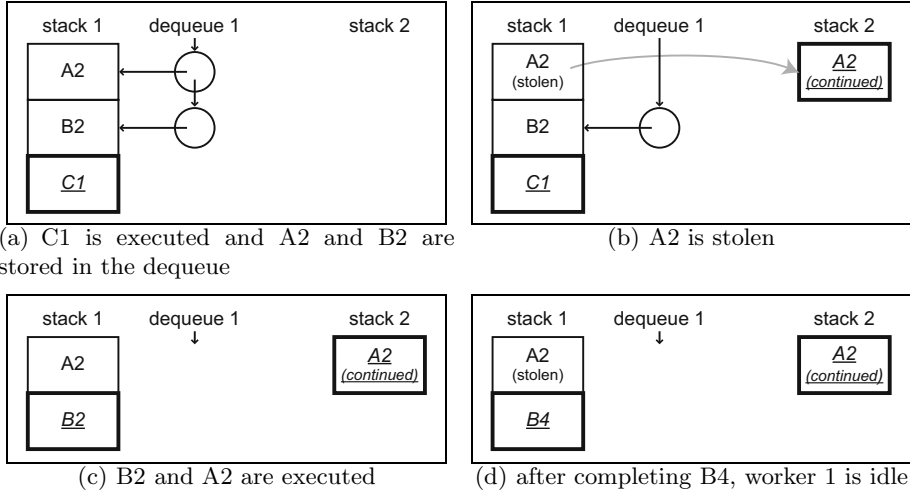 stack 1 dequeue 1 stack 2
A2
B2
C1
(a) C1 is executed and A2 and B2 are
stored in the dequeue
stack 1 dequeue 1 stack 2
A2
(stolen)
A2
(continued)
B2
C1
(b) A2 is stolen
stack 1 dequeue 1 stack 2
A2
A2
(continued)
B2
(c) B2 and A2 are executed
stack 1 dequeue 1 stack 2
A2
(stolen)
A2
(continued)
B4
(d) after completing B4, worker 1 is idle